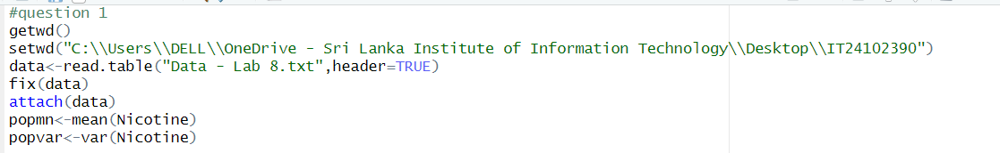 #question 1
getwd()
setwd("C:\\Users\\DELL\\OneDrive - Sri Lanka Institute of Information Technology\\Desktop\\IT24102390")
data<-read.table("Data - Lab 8.txt",header=TRUE)
fix(data)
attach(data)
popmn<-mean(Nicotine)
popvar<-var(Nicotine)